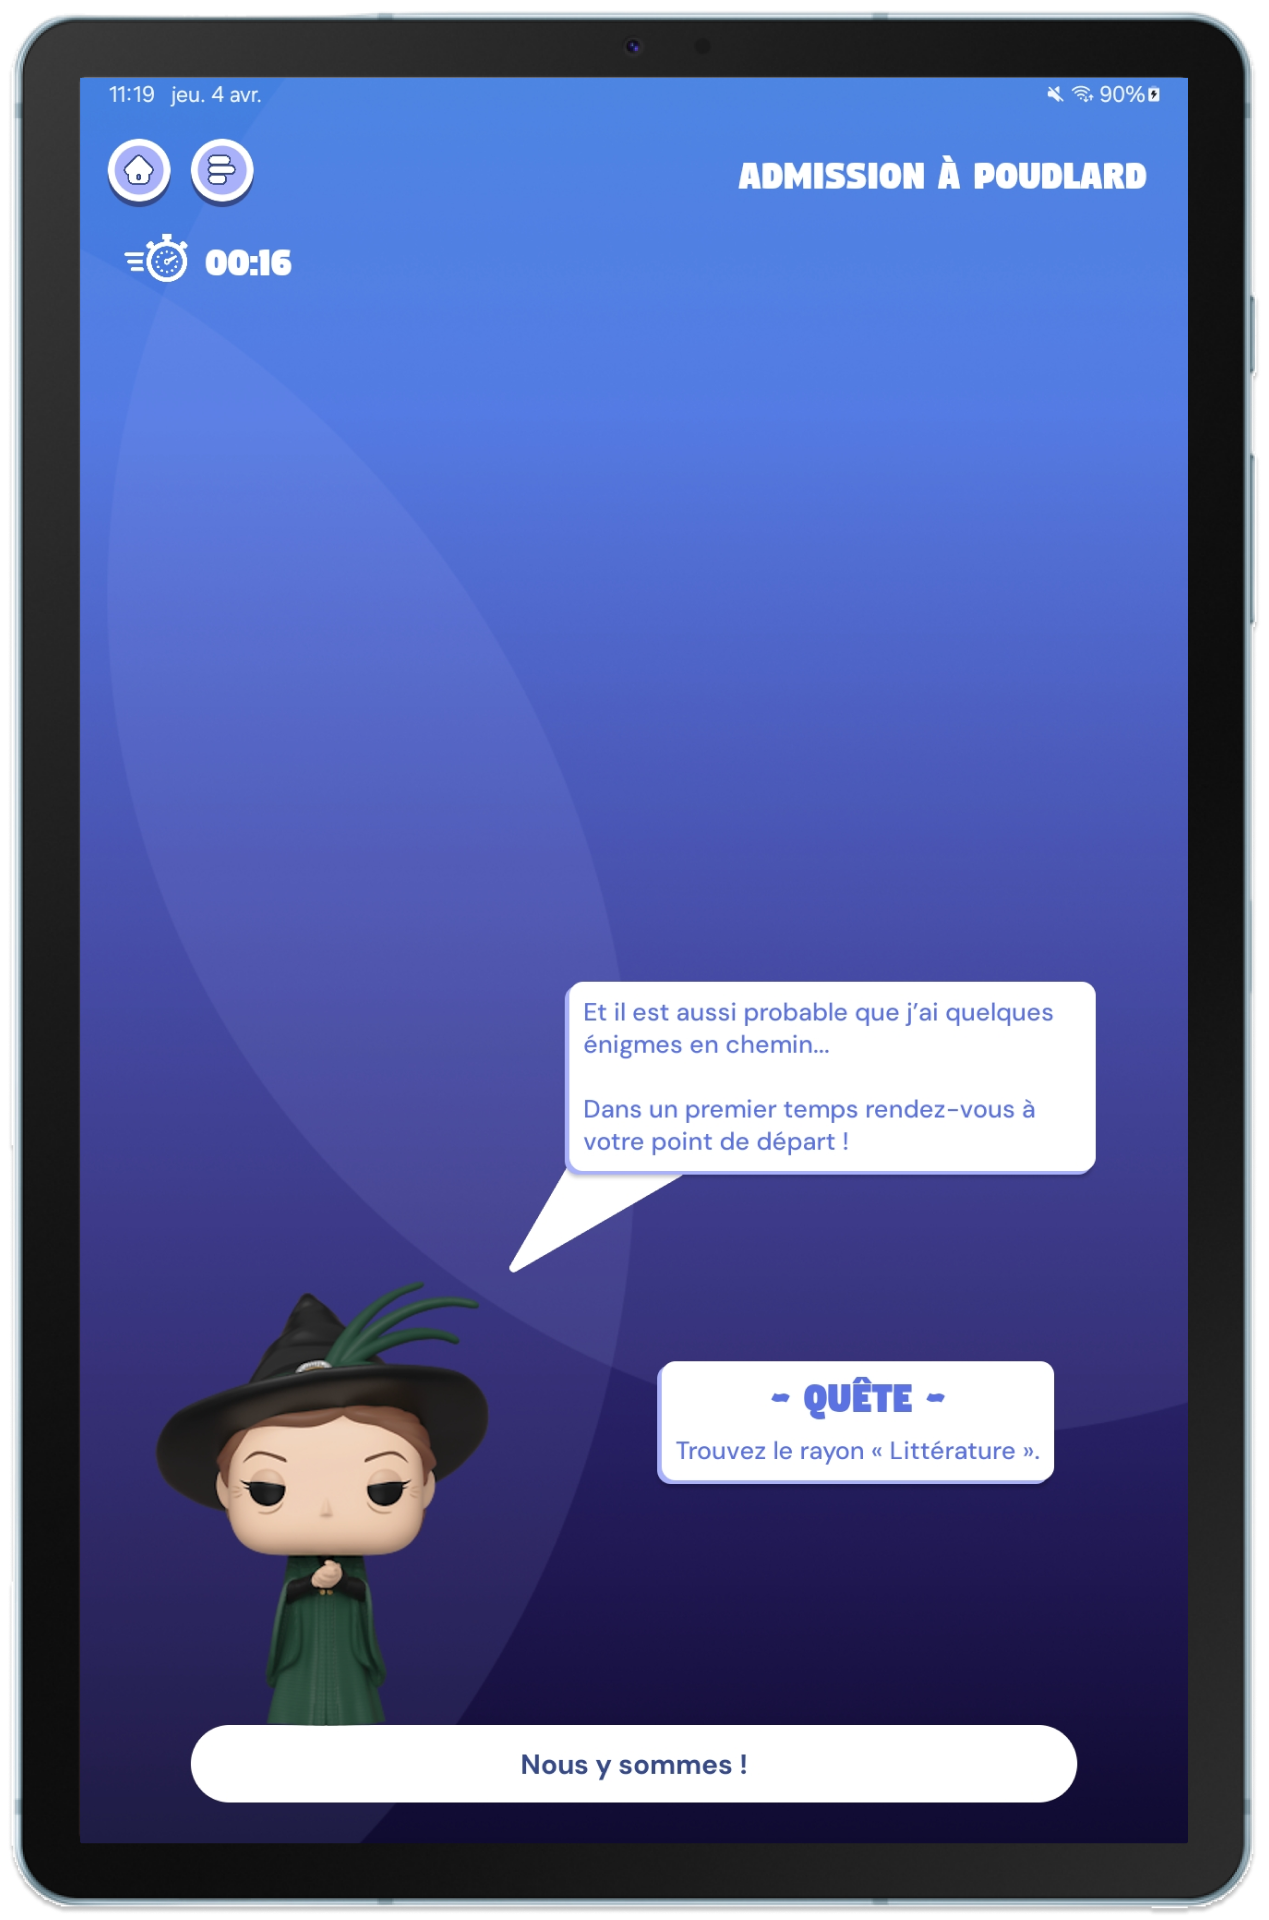 11:19 jeu. 4 avr.
90%
ADMISSION À POUDLARD
00:16
Et il est aussi probable que j’ai quelques
énigmes en chemin...
Dans un premier temps rendez-vous à
votre point de départ !
~ QUÊTE ~
Trouvez le rayon « Littérature ».
Nous y sommes !